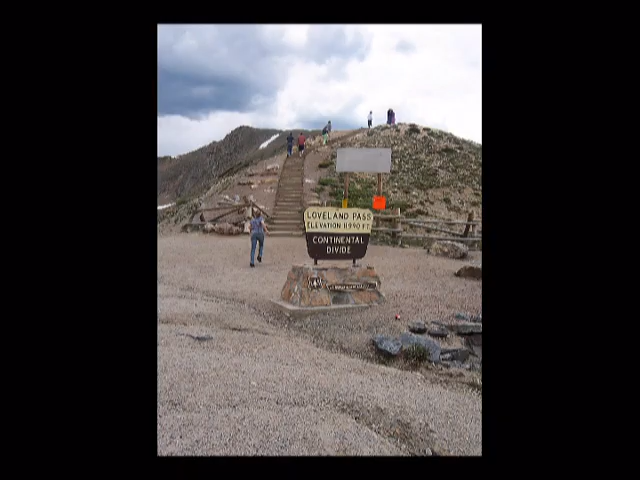 LOVELAND PASS
ELEVATION 11,990 FT
CONTINENTAL
DIVIDE